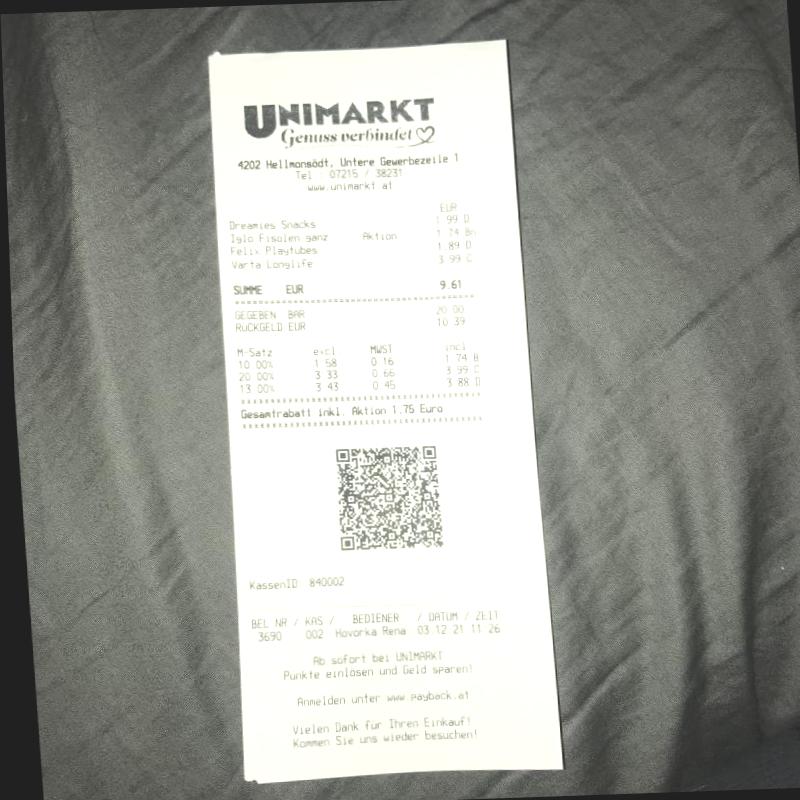 UNIMARKT
Genuss verbindet
4202 Hellmonsödt, Untere Gewerbezeile 1
Tel : 07215 / 38231
www.unimarkt.at
EUR
Dreamies Snacks 1.99 D
Iglo Fisolen ganz Aktion 1.74 Bn
Felix Playtubes 1.89 D
Varta Longlife 3.99 C
SUMME EUR 9.61
GEGEBEN BAR 20.00
RÜCKGELD EUR 10.39
M-Satz excl MWST incl
10.00% 1.58 0.16 1.74 B
20.00% 3.33 0.66 3.99 C
13.00% 3.43 0.45 3.88 D
Gesamtrabatt inkl. Aktion 1.75 Euro
KassenID: 840002
BEL NR / KAS / BEDIENER / DATUM / ZEIT
3690 002 Hovorka Rena 03.12.21 11:26
Ab sofort bei UNIMARKT
Punkte einlösen und Geld sparen!
Anmelden unter www.payback.at
Vielen Dank für Ihren Einkauf!
Kommen Sie uns wieder besuchen!